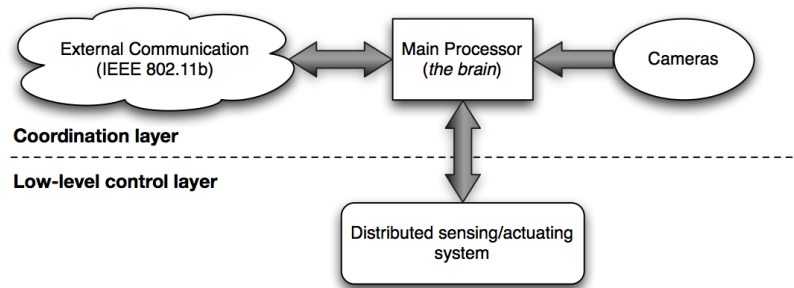 External Communication
(IEEE 802.11b)
Main Processor
(the brain)
Cameras
Coordination layer
Low-level control layer
Distributed sensing/actuating
system